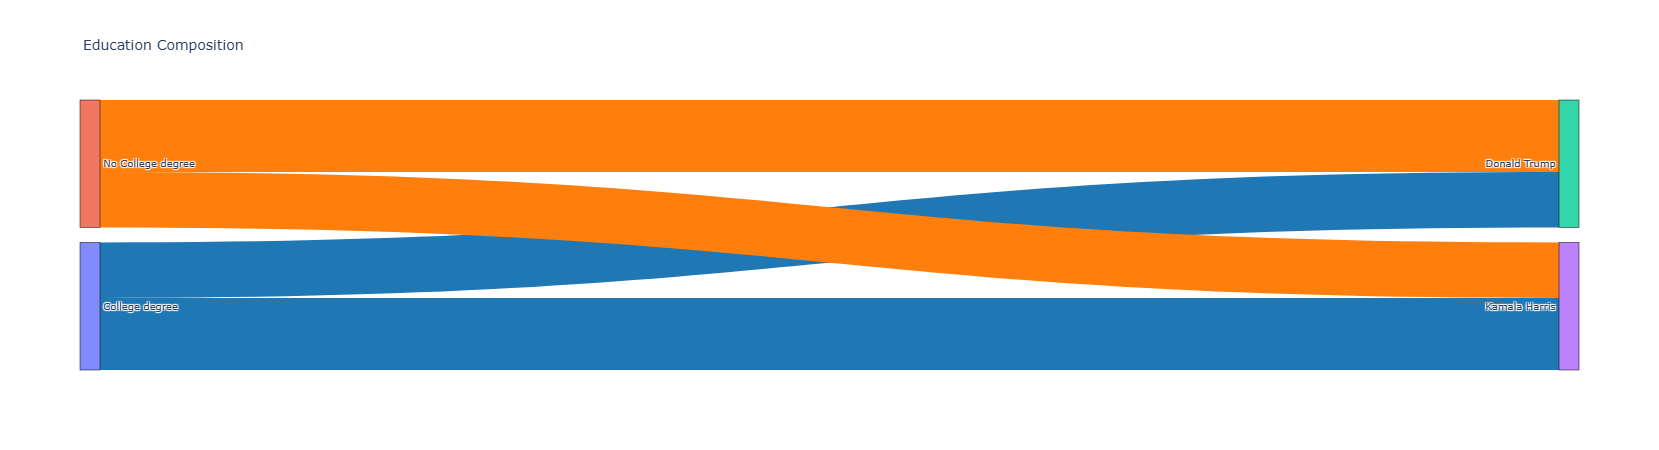 Education Composition
No College degree
Donald Trump
College degree
Kamala Harris